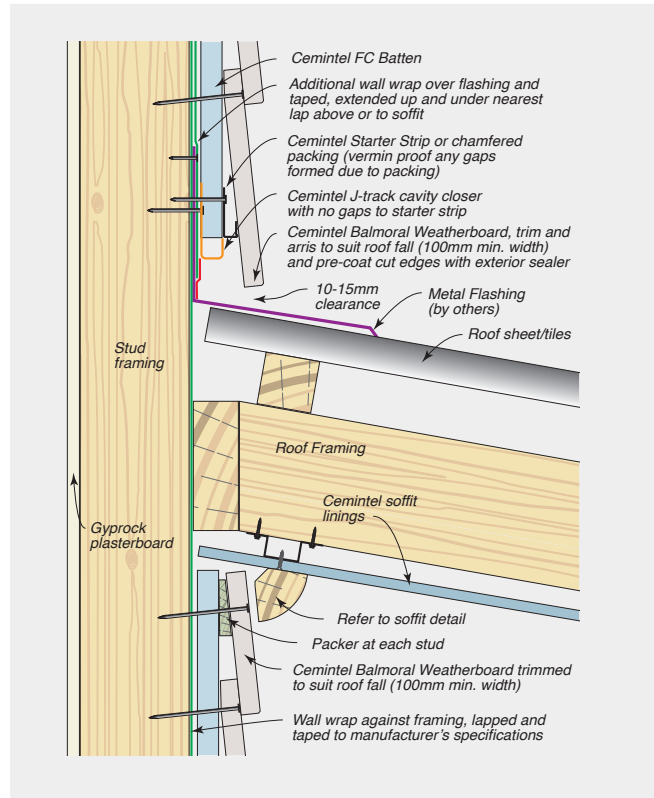 Cemintel FC Batten
Additional wall wrap over flashing and
taped, extended up and under nearest
lap above or to soffit
Cemintel Starter Strip or chamfered
packing (vermin proof any gaps
formed due to packing)
Cemintel J-track cavity closer
with no gaps to starter strip
Cemintel Balmoral Weatherboard, trim and
arris to suit roof fall (100mm min. width)
and pre-coat cut edges with exterior sealer
10-15mm
clearance
Metal Flashing
(by others)
Roof sheet/tiles
Stud
framing
Roof Framing
Cemintel soffit
linings
Gyprock
plasterboard
Refer to soffit detail
Packer at each stud
Cemintel Balmoral Weatherboard trimmed
to suit roof fall (100mm min. width)
Wall wrap against framing, lapped and
taped to manufacturer's specifications